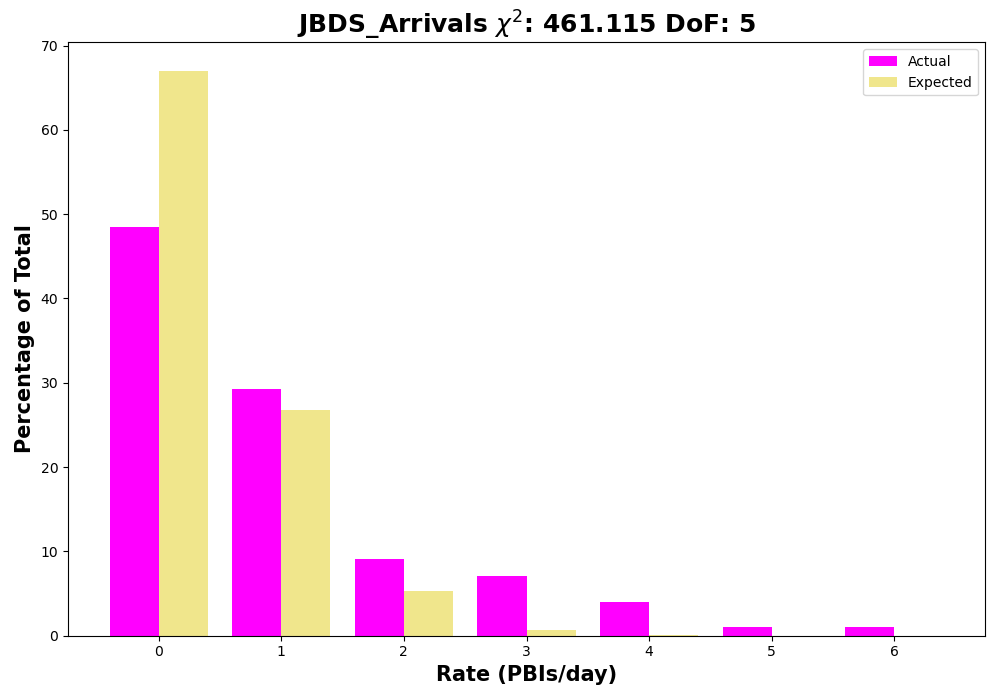 JBDS_Arrivals χ²: 461.115 DoF: 5
70
60
50
40
30
20
10
0
Percentage of Total
Actual
Expected
0 1 2 3 4 5 6
Rate (PBIs/day)